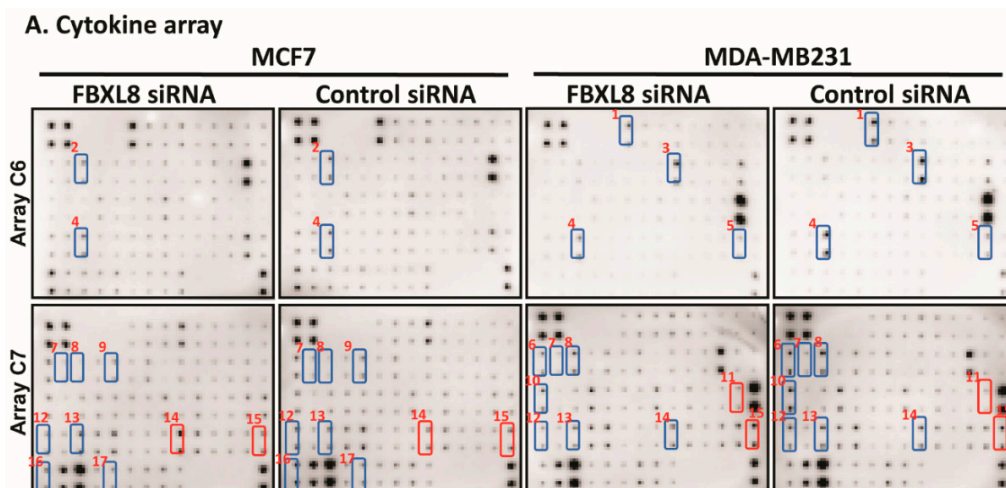 A. Cytokine array
MCF7 MDA-MB231
FBXL8 siRNA Control siRNA FBXL8 siRNA Control siRNA
Array C6
1 1
2 2 3 3
4 4 4 5 4 5
Array C7
7 8 9 7 8 9 6 7 8 6 7 8
10 11 10 11
12 13 14 15 12 13 14 15 12 13 14 15 12 13 14
16 17 16 17